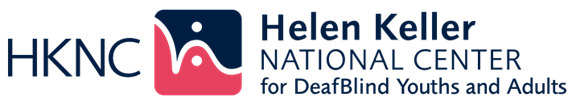 HKNC
Helen Keller
NATIONAL CENTER
for DeafBlind Youths and Adults